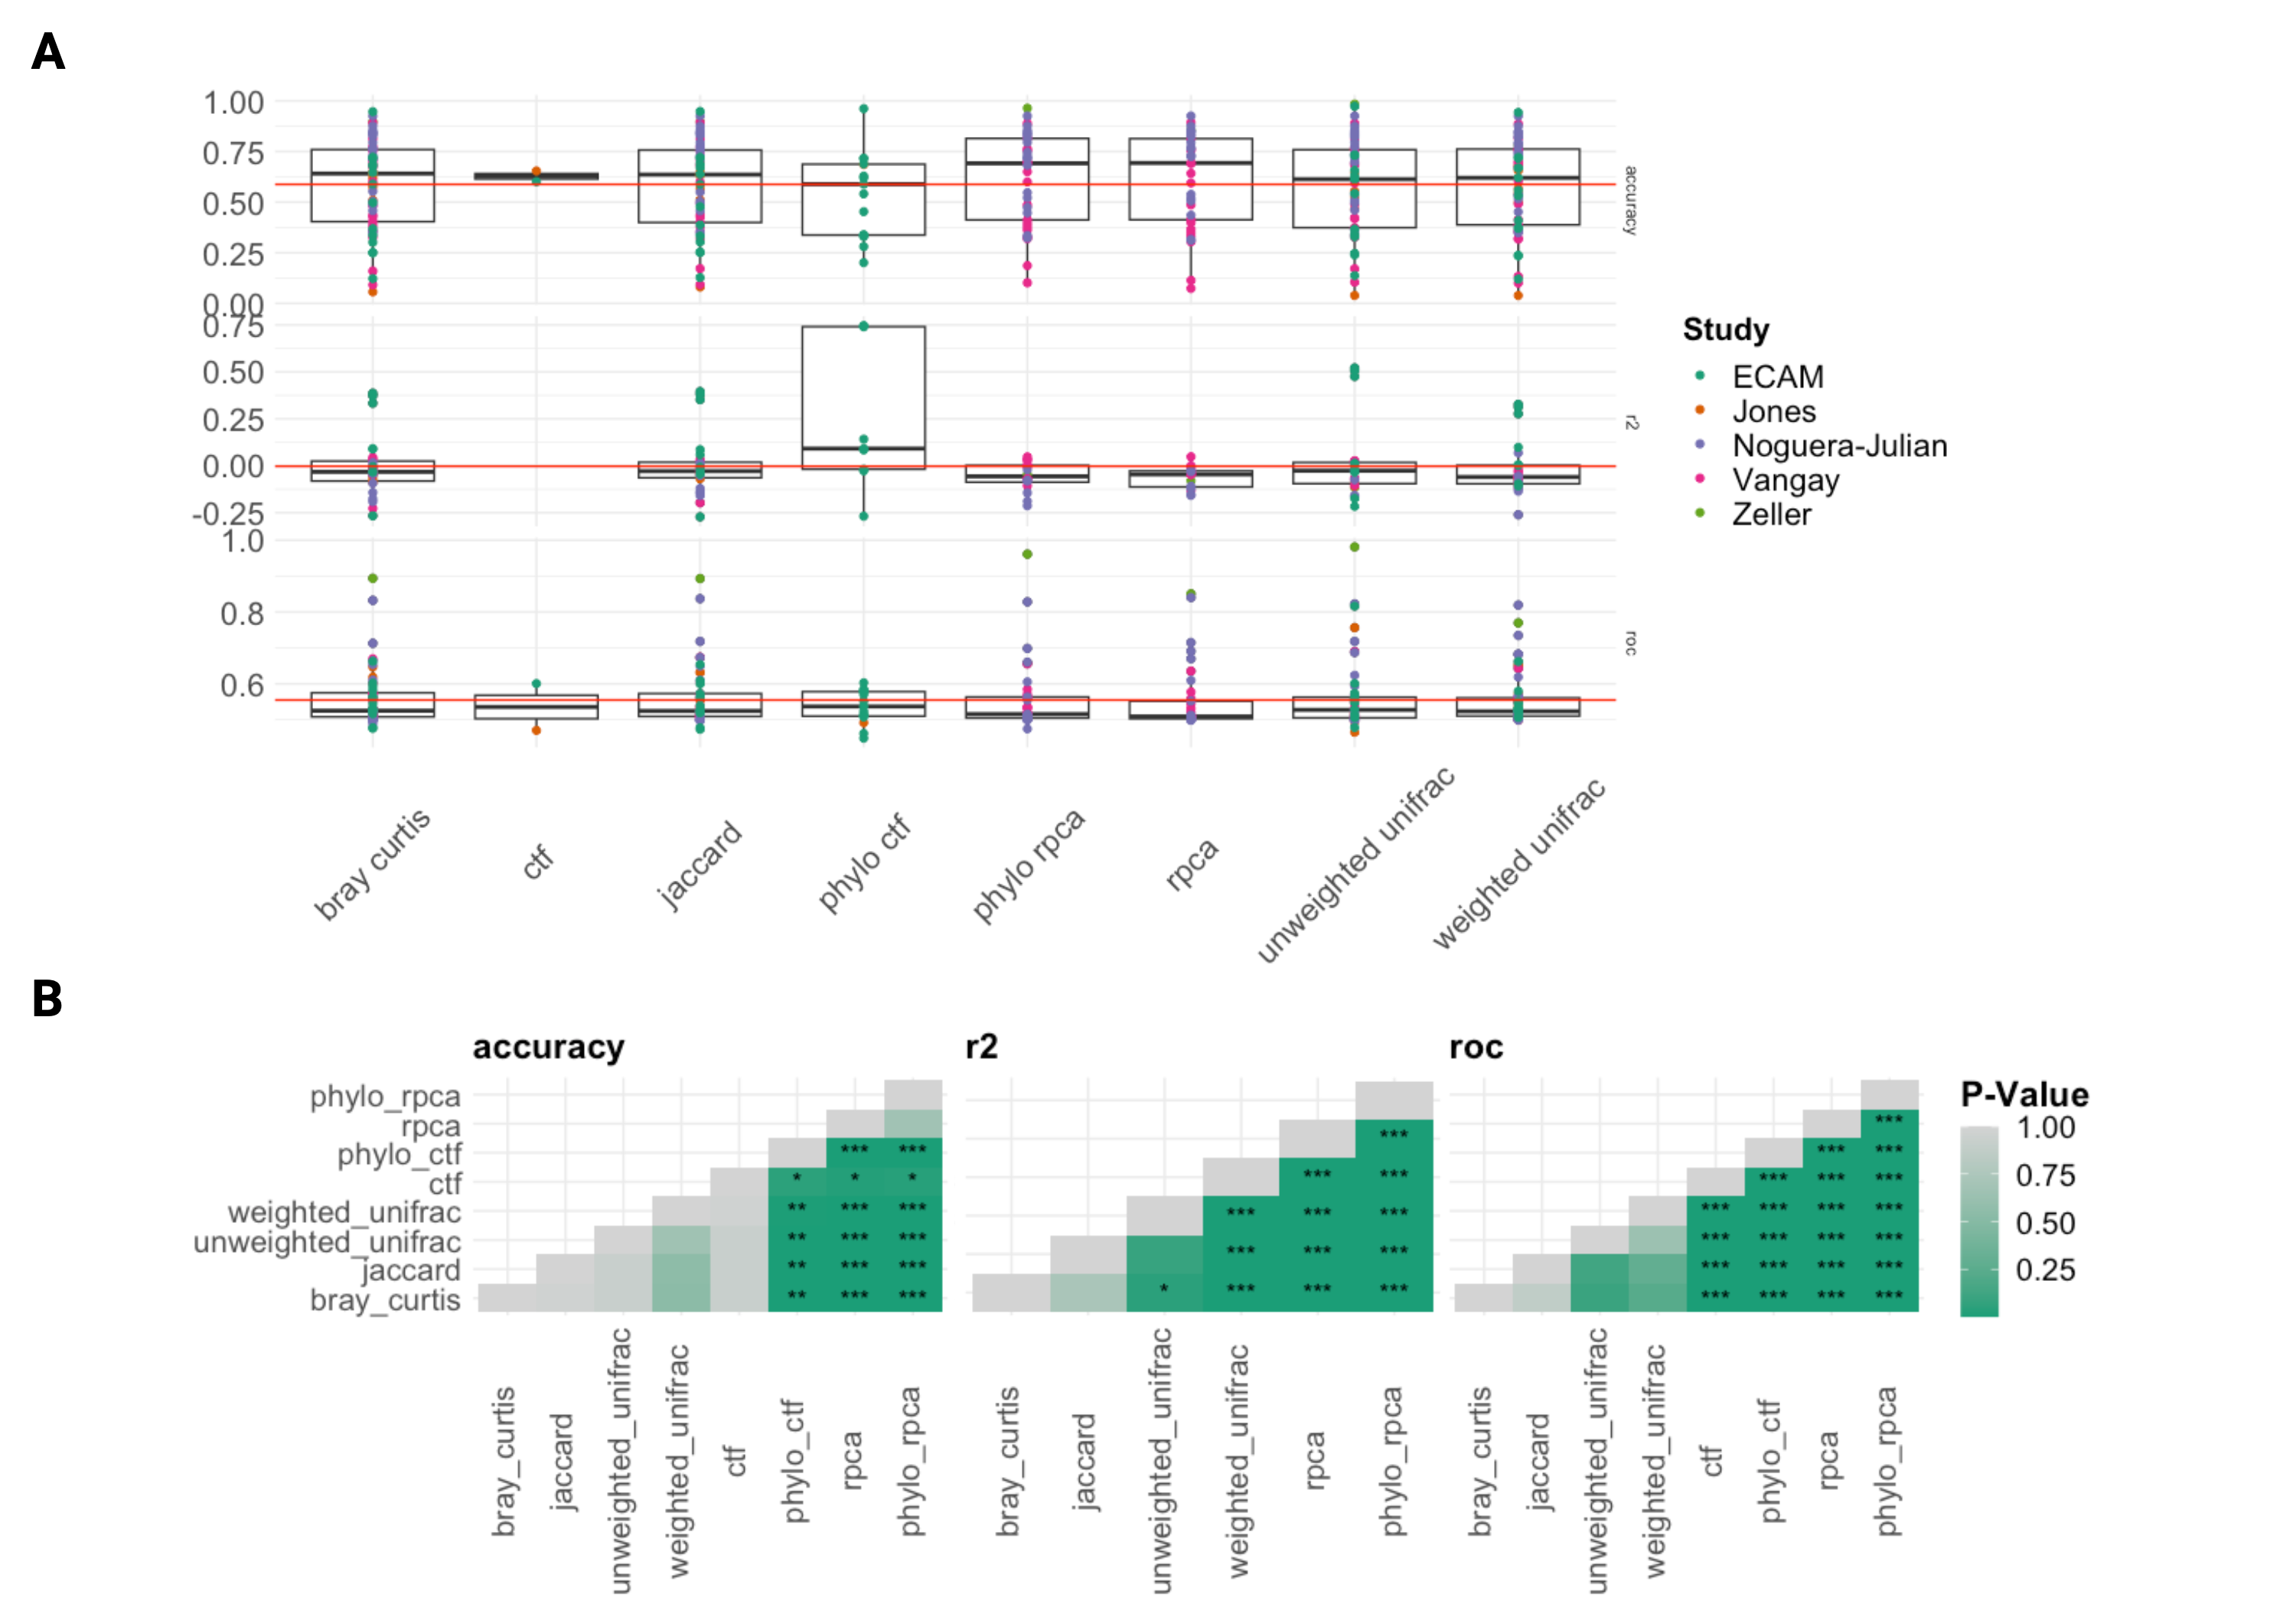 A
1.00
0.75
0.50
0.25
0.00
accuracy
0.75
0.50
0.25
0.00
-0.25
r2
1.0
0.8
0.6
roc
bray curtis
ctf
jaccard
phylo ctf
phylo rpca
rpca
unweighted unifrac
weighted unifrac
Study
ECAM
Jones
Noguera-Julian
Vangay
Zeller
B
accuracy
r2
roc
phylo_rpca
rpca
phylo_ctf
ctf
weighted_unifrac
unweighted_unifrac
jaccard
bray_curtis
*** ***
* * *
** *** ***
** *** ***
** *** ***
** *** ***
***
*** ***
*** *** ***
*** *** ***
* *** *** ***
***
*** ***
*** *** ***
*** *** *** ***
*** *** *** ***
*** *** *** ***
*** *** *** ***
bray_curtis
jaccard
unweighted_unifrac
weighted_unifrac
ctf
phylo_ctf
rpca
phylo_rpca
bray_curtis
jaccard
unweighted_unifrac
weighted_unifrac
rpca
phylo_rpca
bray_curtis
jaccard
unweighted_unifrac
weighted_unifrac
ctf
phylo_ctf
rpca
phylo_rpca
P-Value
1.00
0.75
0.50
0.25